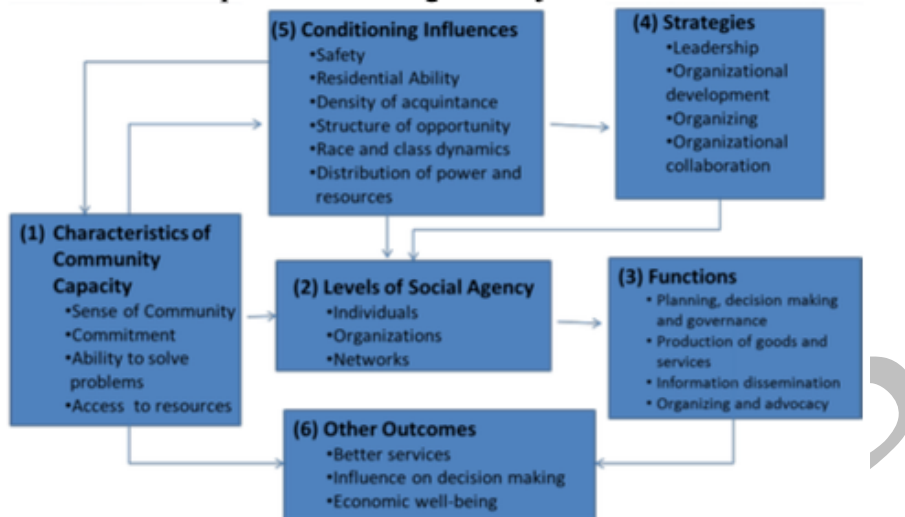 (5) Conditioning Influences
•Safety
•Residential Ability
•Density of acquintance
•Structure of opportunity
•Race and class dynamics
•Distribution of power and
resources
(4) Strategies
•Leadership
•Organizational
development
•Organizing
•Organizational
collaboration
(1) Characteristics of
Community
Capacity
•Sense of Community
•Commitment
•Ability to solve
problems
•Access to resources
(2) Levels of Social Agency
•Individuals
•Organizations
•Networks
(3) Functions
• Planning, decision making
and governance
• Production of goods and
services
• Information dissemination
• Organizing and advocacy
(6) Other Outcomes
•Better services
•Influence on decision making
•Economic well-being